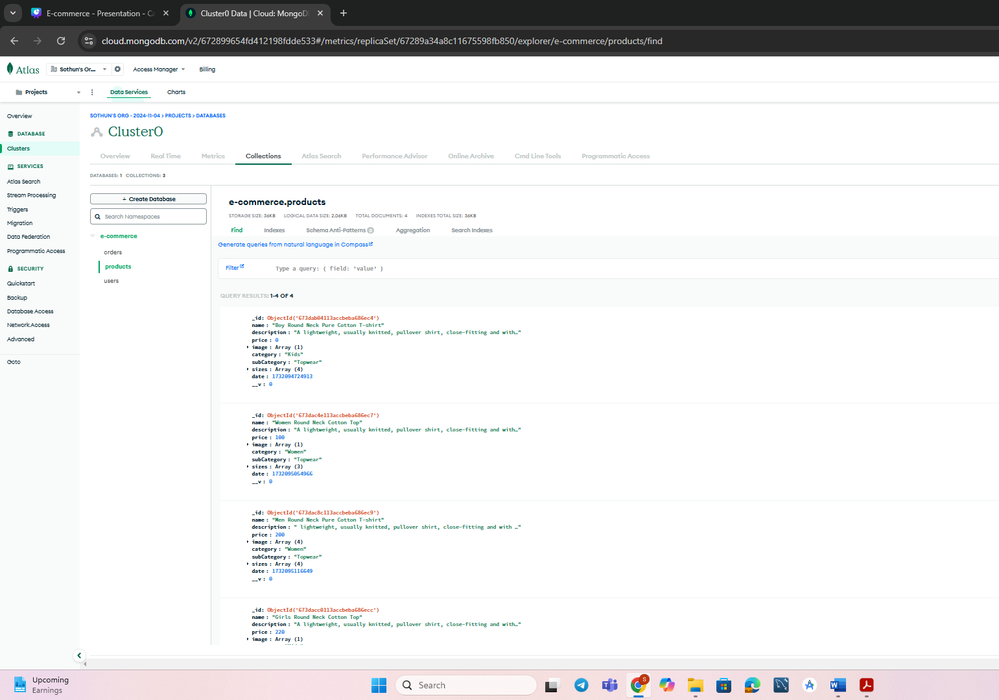 E-commerce - Presentation - Ca
Cluster0 Data | Cloud: MongoDB
cloud.mongodb.com/v2/672899654fd412198fdde533#/metrics/replicaSet/67289a34a8c11675598fb850/explorer/e-commerce/products/find
Atlas
Sothun's Or...
Access Manager
Billing
Projects
Data Services
Charts
Overview
DATABASE
Clusters
SERVICES
Atlas Search
Stream Processing
Triggers
Migration
Data Federation
Programmatic Access
SECURITY
Quickstart
Backup
Database Access
Network Access
Advanced
Goto
SOTHUN'S ORG - 2024-11-04 > PROJECTS > DATABASES
Cluster0
Overview
Real Time
Metrics
Collections
Atlas Search
Performance Advisor
Online Archive
Cmd Line Tools
Programmatic Access
DATABASES: 1 COLLECTIONS: 3
+ Create Database
Search Namespaces
e-commerce
orders
products
users
e-commerce.products
STORAGE SIZE: 36KB LOGICAL DATA SIZE: 2.06KB TOTAL DOCUMENTS: 4 INDEXES TOTAL SIZE: 36KB
Find
Indexes
Schema Anti-Patterns 0
Aggregation
Search Indexes
Generate queries from natural language in Compass
Filter
Type a query: { field: 'value' }
QUERY RESULTS: 1-4 OF 4
_id: ObjectId('673dab04113accbeba686ec4')
name : "Boy Round Neck Pure Cotton T-shirt"
description : "A lightweight, usually knitted, pullover shirt, close-fitting and with…"
price : 0
image : Array (1)
category : "Kids"
subCategory : "Topwear"
sizes : Array (4)
date : 1732094724913
__v : 0
_id: ObjectId('673dac4e113accbeba686ec7')
name : "Women Round Neck Cotton Top"
description : "A lightweight, usually knitted, pullover shirt, close-fitting and with…"
price : 100
image : Array (1)
category : "Women"
subCategory : "Topwear"
sizes : Array (3)
date : 1732095054966
__v : 0
_id: ObjectId('673dac8c113accbeba686ec9')
name : "Men Round Neck Pure Cotton T-shirt"
description : " lightweight, usually knitted, pullover shirt, close-fitting and with …"
price : 200
image : Array (4)
category : "Women"
subCategory : "Topwear"
sizes : Array (4)
date : 1732095116649
__v : 0
_id: ObjectId('673dacc0113accbeba686ecc')
name : "Girls Round Neck Cotton Top"
description : "A lightweight, usually knitted, pullover shirt, close-fitting and with…"
price : 220
image : Array (1)
Upcoming
Earnings
Search
S